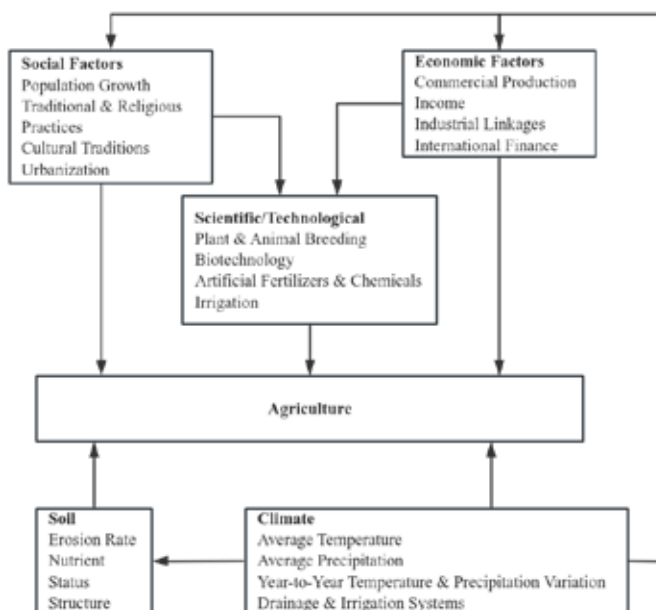 Social Factors
Population Growth
Traditional & Religious
Practices
Cultural Traditions
Urbanization
Economic Factors
Commercial Production
Income
Industrial Linkages
International Finance
Scientific/Technological
Plant & Animal Breeding
Biotechnology
Artificial Fertilizers & Chemicals
Irrigation
Agriculture
Soil
Erosion Rate
Nutrient
Status
Structure
Climate
Average Temperature
Average Precipitation
Year-to-Year Temperature & Precipitation Variation
Drainage & Irrigation Systems